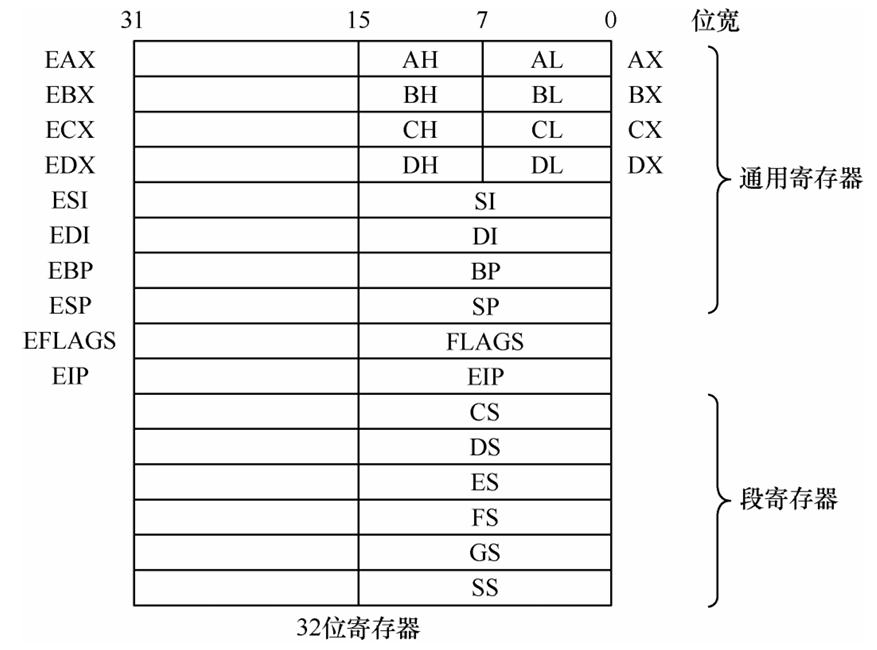 31 15 7 0 位宽
EAX AH AL AX
EBX BH BL BX
ECX CH CL CX
EDX DH DL DX
通用寄存器
ESI SI
EDI DI
EBP BP
ESP SP
EFLAGS FLAGS
EIP EIP
CS
DS
ES
段寄存器
FS
GS
SS
32位寄存器